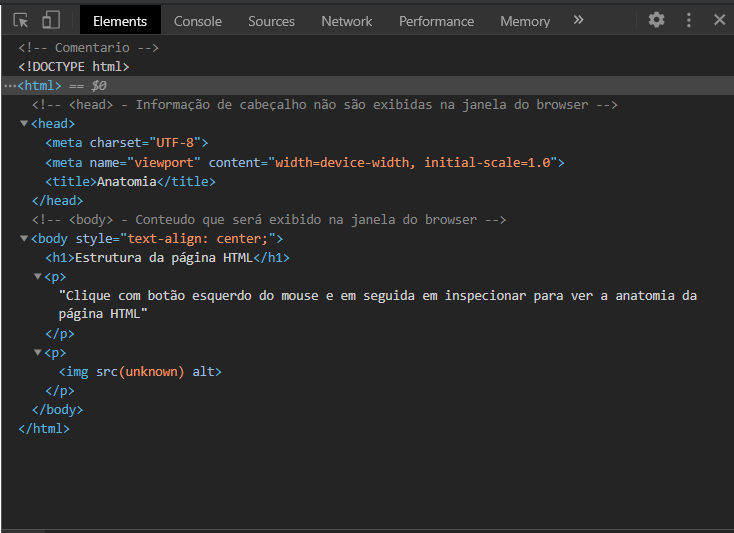 Elements Console Sources Network Performance Memory »
<!-- Comentario -->
<!DOCTYPE html>
⋯<html> == $0
<!-- <head> - Informação de cabeçalho não são exibidas na janela do browser -->
▼<head>
<meta charset="UTF-8">
<meta name="viewport" content="width=device-width, initial-scale=1.0">
<title>Anatomia</title>
</head>
<!-- <body> - Conteudo que será exibido na janela do browser -->
▼<body style="text-align: center;">
<h1>Estrutura da página HTML</h1>
▼<p>
"Clique com botão esquerdo do mouse e em seguida em inspecionar para ver a anatomia da
página HTML"
</p>
▼<p>
<img src(unknown) alt>
</p>
</body>
</html>